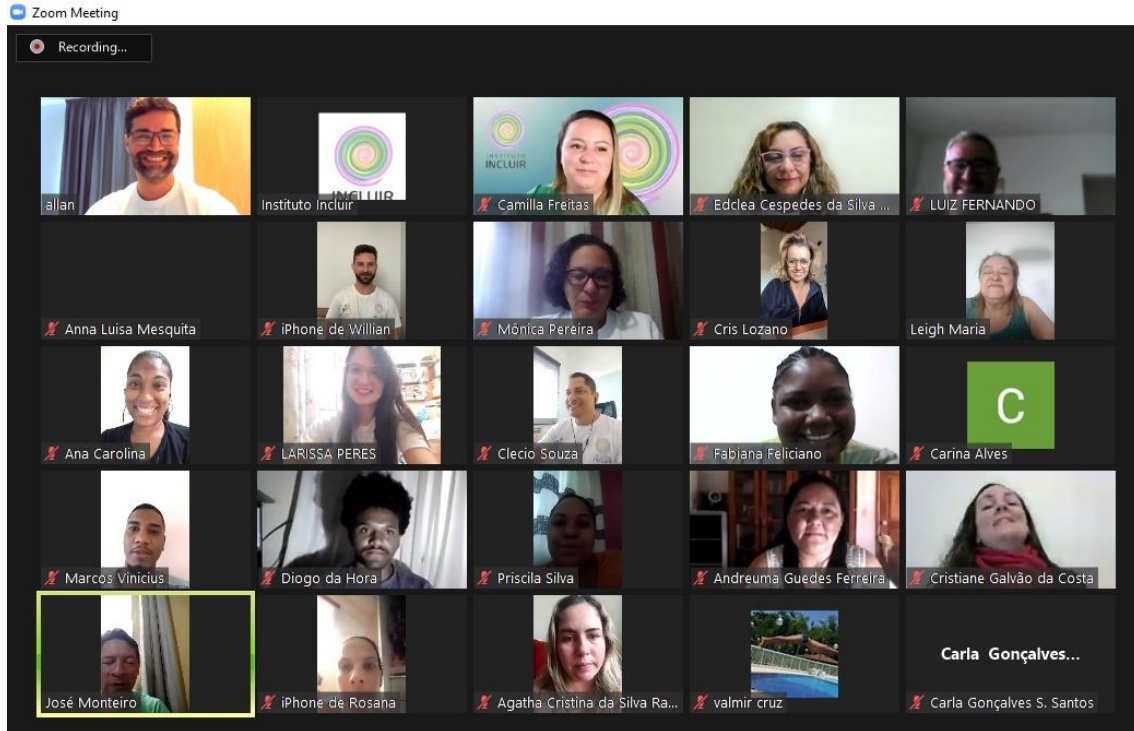 Zoom Meeting
Recording...
allan
INCLUIR
Instituto Incluir
INSTITUTO
INCLUIR
Camilla Freitas
Edclea Cespedes da Silva ...
LUIZ FERNANDO
Anna Luisa Mesquita
iPhone de Willian
Mônica Pereira
Cris Lozano
Leigh Maria
Ana Carolina
LARISSA PERES
Clecio Souza
Fabiana Feliciano
C
Carina Alves
Marcos Vinicius
Diogo da Hora
Priscila Silva
Andreuma Guedes Ferreira
Cristiane Galvão da Costa
José Monteiro
iPhone de Rosana
Agatha Cristina da Silva Ra...
valmir cruz
Carla Gonçalves...
Carla Gonçalves S. Santos